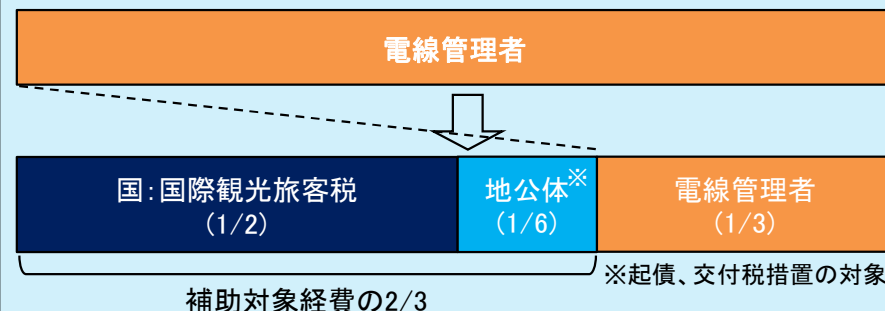 電線管理者
国：国際観光旅客税
(1/2)
地公体※
(1/6)
電線管理者
(1/3)
補助対象経費の2/3
※起債、交付税措置の対象